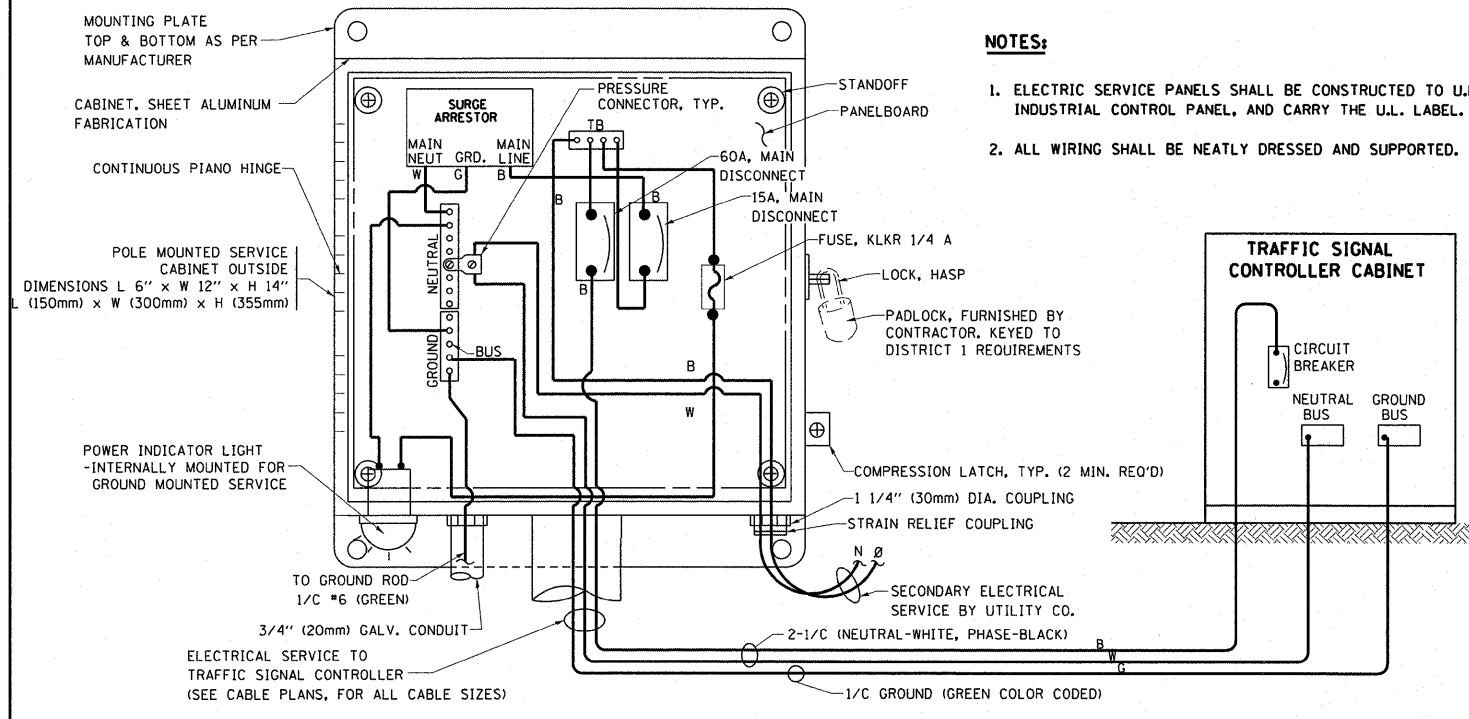 MOUNTING PLATE
TOP & BOTTOM AS PER
MANUFACTURER
CABINET, SHEET ALUMINUM
FABRICATION
CONTINUOUS PIANO HINGE
POLE MOUNTED SERVICE
CABINET OUTSIDE
DIMENSIONS L 6" x W 12" x H 14"
L (150mm) x W (300mm) x H (355mm)
POWER INDICATOR LIGHT
-INTERNALLY MOUNTED FOR
GROUND MOUNTED SERVICE
SURGE
ARRESTOR
MAIN
NEUT
GRD.
MAIN
LINE
W
G
B
PRESSURE
CONNECTOR, TYP.
TB
60A, MAIN
DISCONNECT
15A, MAIN
DISCONNECT
B
B
B
FUSE, KLKR 1/4 A
NEUTRAL
GROUND
BUS
B
W
STANDOFF
PANELBOARD
LOCK, HASP
PADLOCK, FURNISHED BY
CONTRACTOR. KEYED TO
DISTRICT 1 REQUIREMENTS
COMPRESSION LATCH, TYP. (2 MIN. REQ'D)
1 1/4" (30mm) DIA. COUPLING
STRAIN RELIEF COUPLING
N Ø
SECONDARY ELECTRICAL
SERVICE BY UTILITY CO.
TO GROUND ROD
1/C #6 (GREEN)
3/4" (20mm) GALV. CONDUIT
ELECTRICAL SERVICE TO
TRAFFIC SIGNAL CONTROLLER
(SEE CABLE PLANS, FOR ALL CABLE SIZES)
2-1/C (NEUTRAL-WHITE, PHASE-BLACK)
1/C GROUND (GREEN COLOR CODED)
B
W
G
NOTES:
1. ELECTRIC SERVICE PANELS SHALL BE CONSTRUCTED TO
INDUSTRIAL CONTROL PANEL, AND CARRY THE U.L. LABEL.
2. ALL WIRING SHALL BE NEATLY DRESSED AND SUPPORTED.
TRAFFIC SIGNAL
CONTROLLER CABINET
CIRCUIT
BREAKER
NEUTRAL
BUS
GROUND
BUS